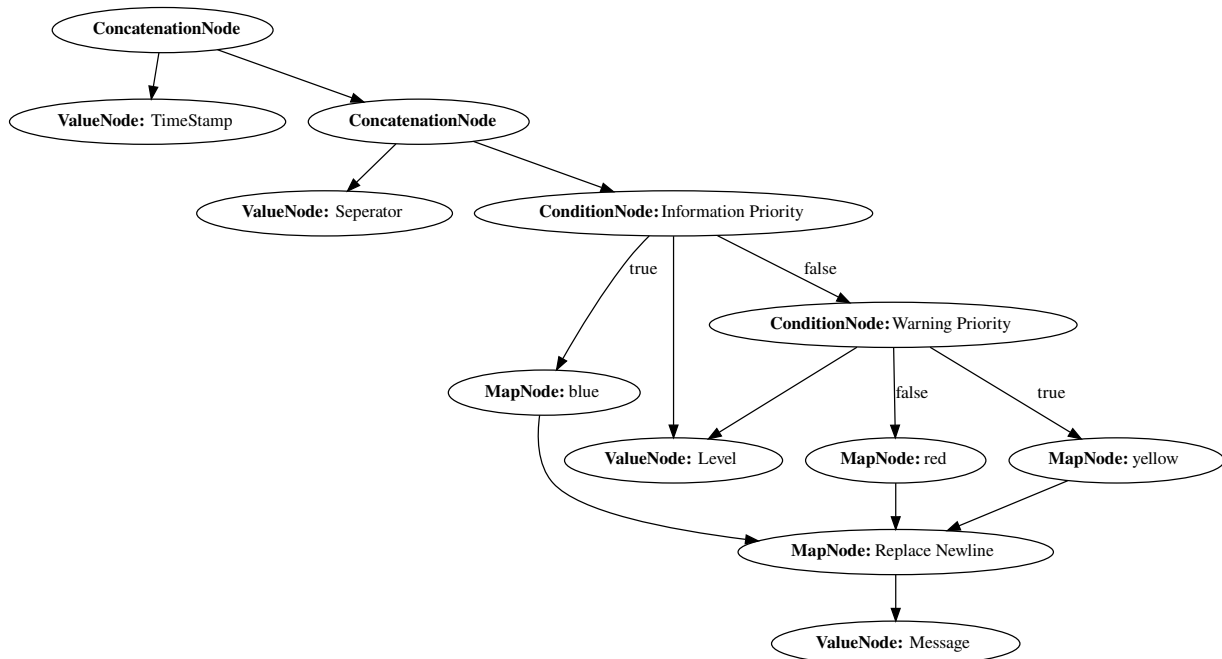 ConcatenationNode
ValueNode: TimeStamp
ConcatenationNode
ValueNode: Seperator
ConditionNode: Information Priority
true
false
ConditionNode: Warning Priority
MapNode: blue
false
true
ValueNode: Level
MapNode: red
MapNode: yellow
MapNode: Replace Newline
ValueNode: Message